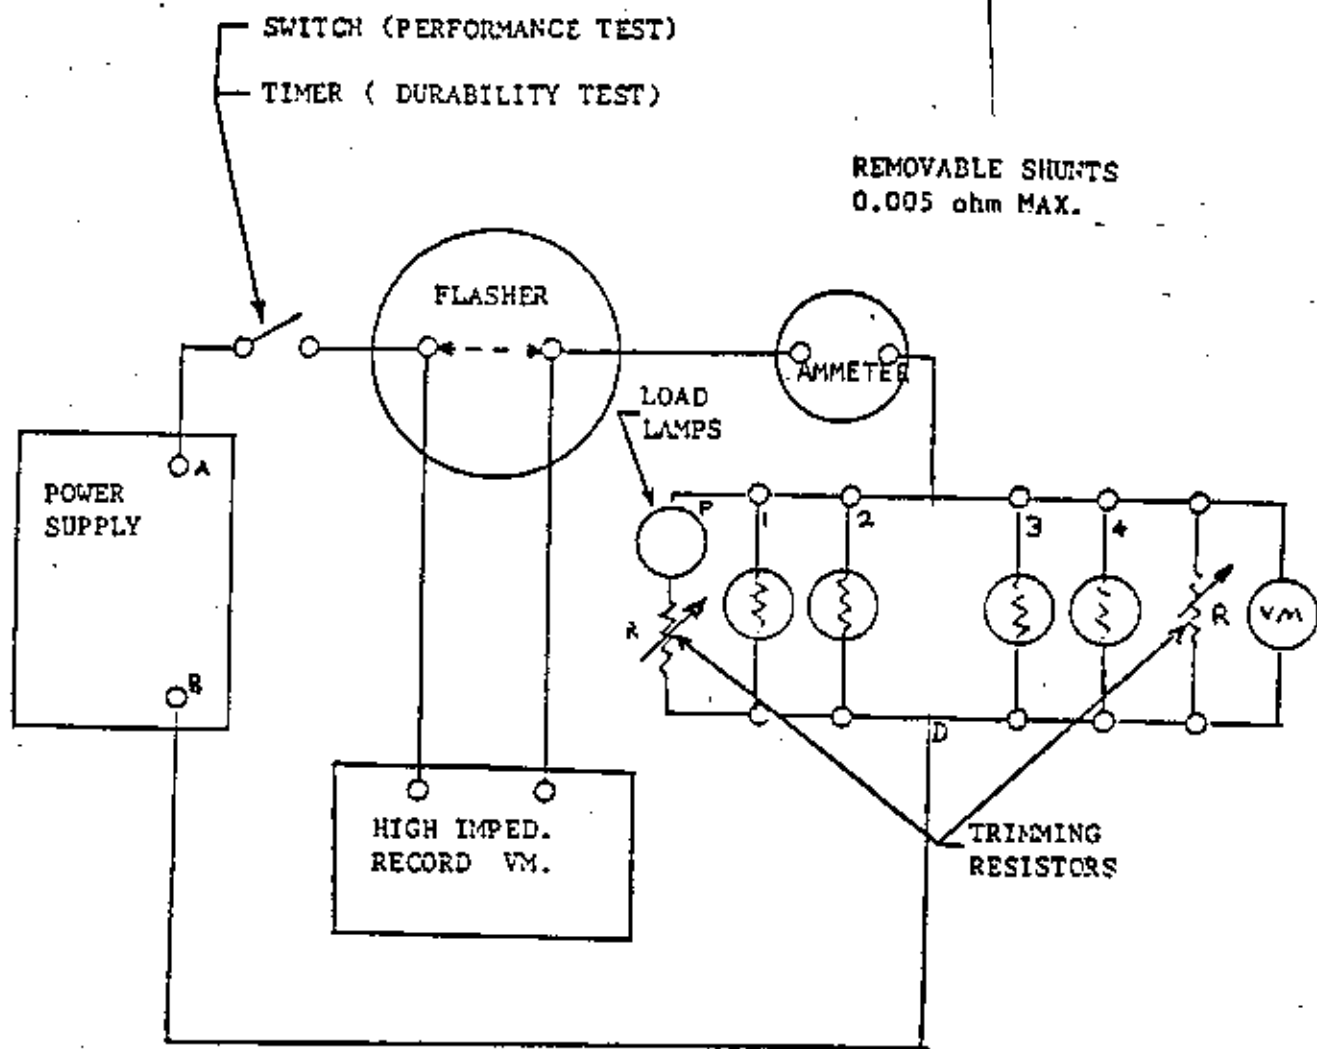 SWITCH (PERFORMANCE TEST)
TIMER ( DURABILITY TEST)
REMOVABLE SHUNTS
0.005 ohm MAX.
FLASHER
AMMETER
LOAD
LAMPS
POWER
SUPPLY
A
B
P
1
2
3
4
R
R
VM
D
HIGH IMPED.
RECORD VM.
TRIMMING
RESISTORS